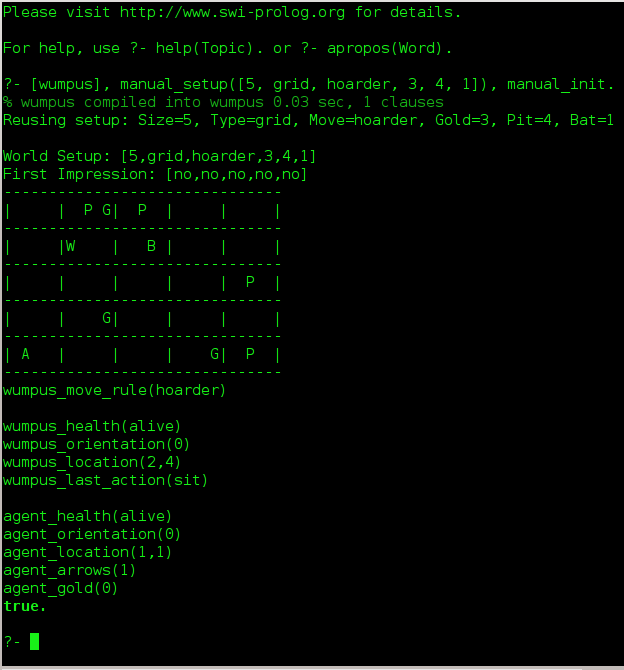 Please visit http://www.swi-prolog.org for details.

For help, use ?- help(Topic). or ?- apropos(Word).

?- [wumpus], manual_setup([5, grid, hoarder, 3, 4, 1]), manual_init.
% wumpus compiled into wumpus 0.03 sec, 1 clauses
Reusing setup: Size=5, Type=grid, Move=hoarder, Gold=3, Pit=4, Bat=1

World Setup: [5,grid,hoarder,3,4,1]
First Impression: [no,no,no,no,no]
-------------------------------
|     |  P G|  P  |     |     |
-------------------------------
|     |W    |   B |     |     |
-------------------------------
|     |     |     |     |  P  |
-------------------------------
|     |    G|     |     |     |
-------------------------------
| A   |     |     |    G|  P  |
-------------------------------
wumpus_move_rule(hoarder)

wumpus_health(alive)
wumpus_orientation(0)
wumpus_location(2,4)
wumpus_last_action(sit)

agent_health(alive)
agent_orientation(0)
agent_location(1,1)
agent_arrows(1)
agent_gold(0)
true.

?-